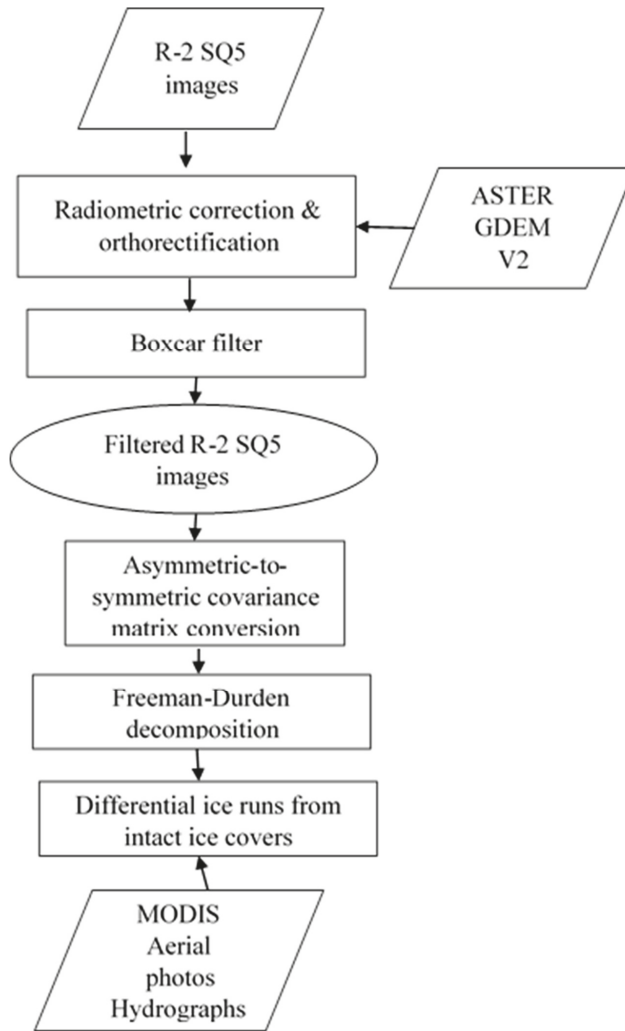 R-2 SQ5
images
Radiometric correction &
orthorectification
ASTER
GDEM
V2
Boxcar filter
Filtered R-2 SQ5
images
Asymmetric-to-
symmetric covariance
matrix conversion
Freeman-Durden
decomposition
Differential ice runs from
intact ice covers
MODIS
Aerial
photos
Hydrographs